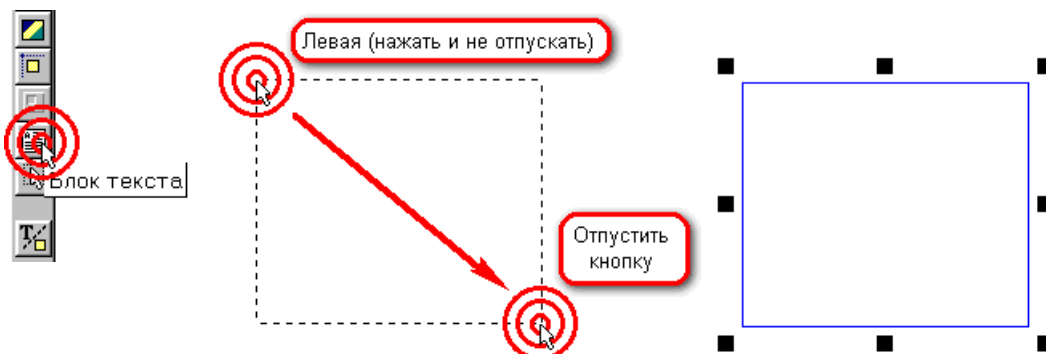 Левая (нажать и не отпускать)
Блок текста
Отпустить
кнопку